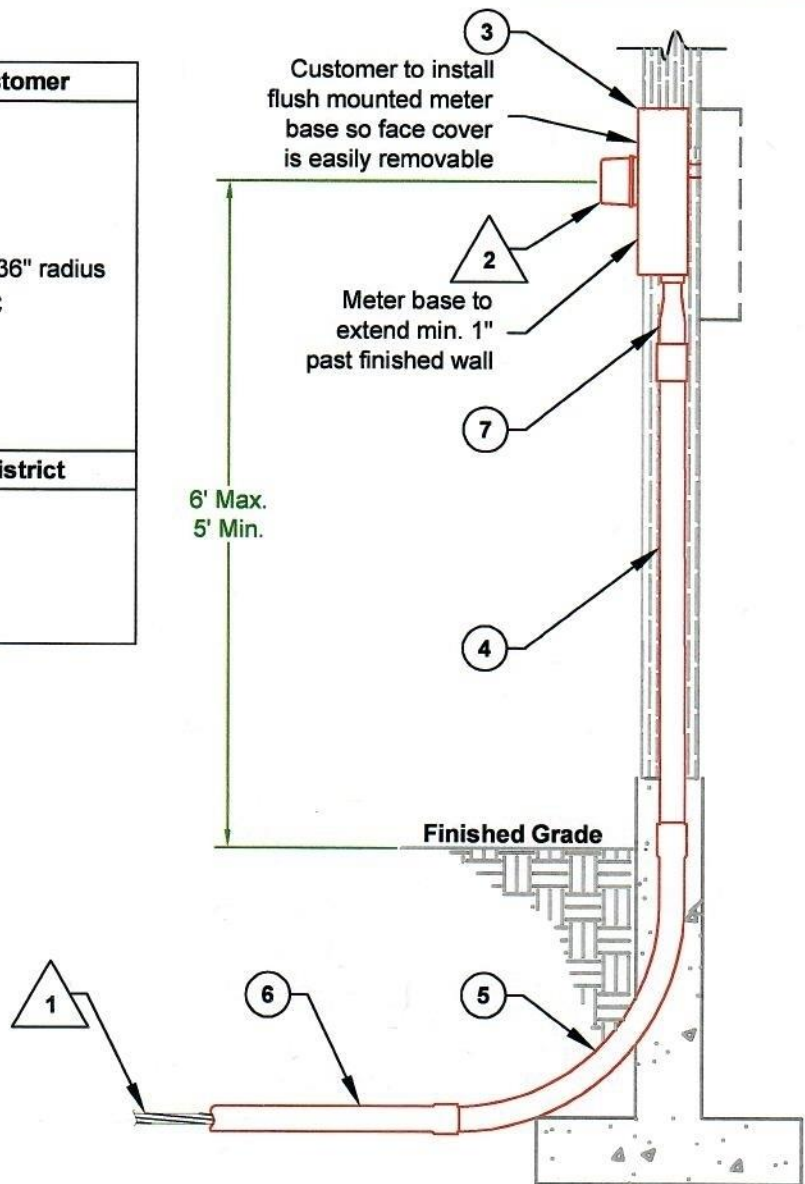 stomer
36" radius
istrict
3
Customer to install
flush mounted meter
base so face cover
is easily removable
2
Meter base to
extend min. 1"
past finished wall
7
6' Max.
5' Min.
4
Finished Grade
1
6
5